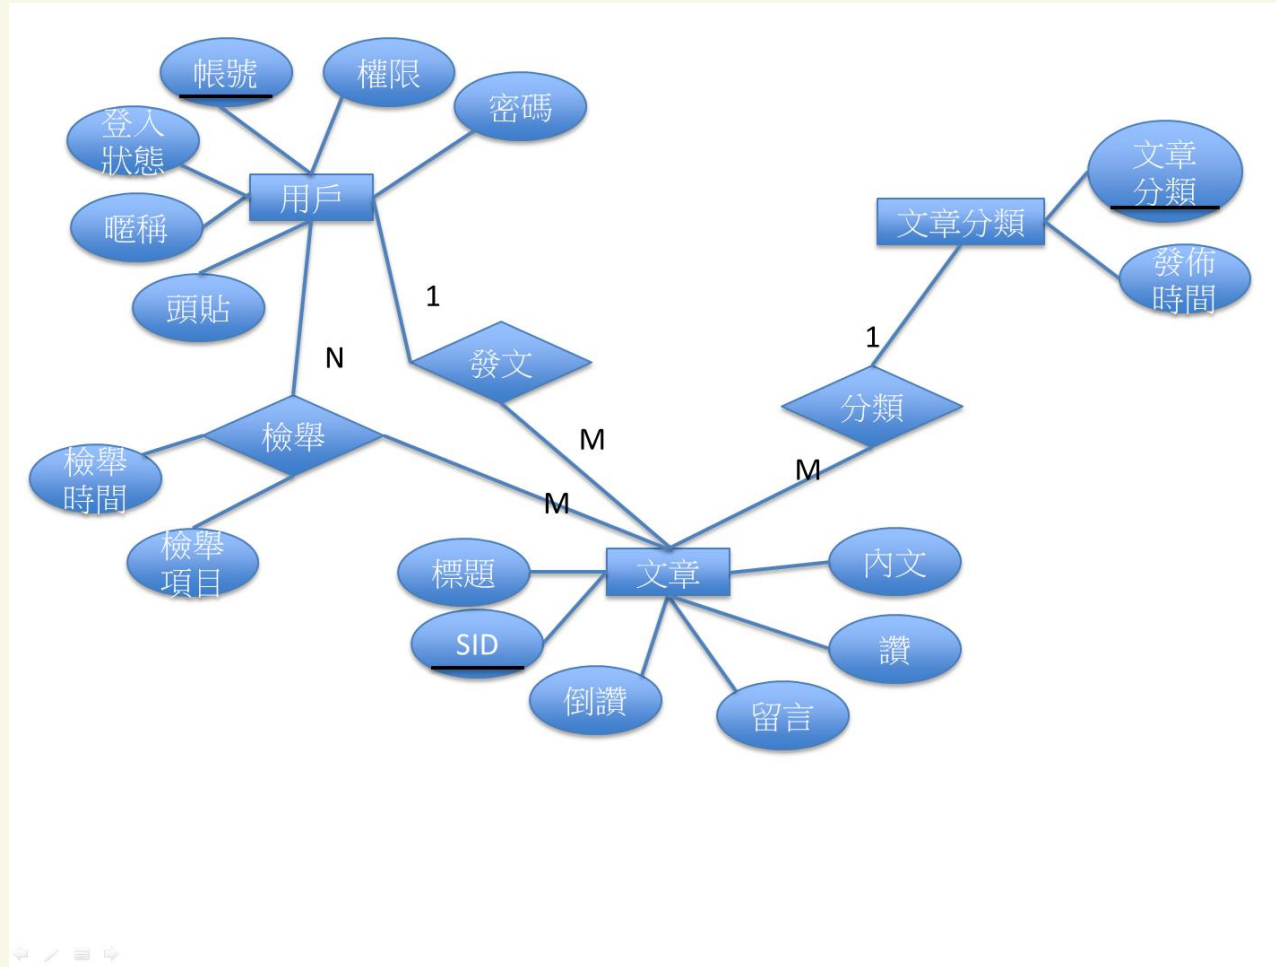 帳號
權限
密碼
登入
狀態
用戶
暱稱
頭貼
文章
分類
文章分類
發佈
時間
1
N
發文
1
分類
M
檢舉
M
檢舉
時間
M
檢舉
項目
標題
文章
內文
SID
讚
倒讚
留言